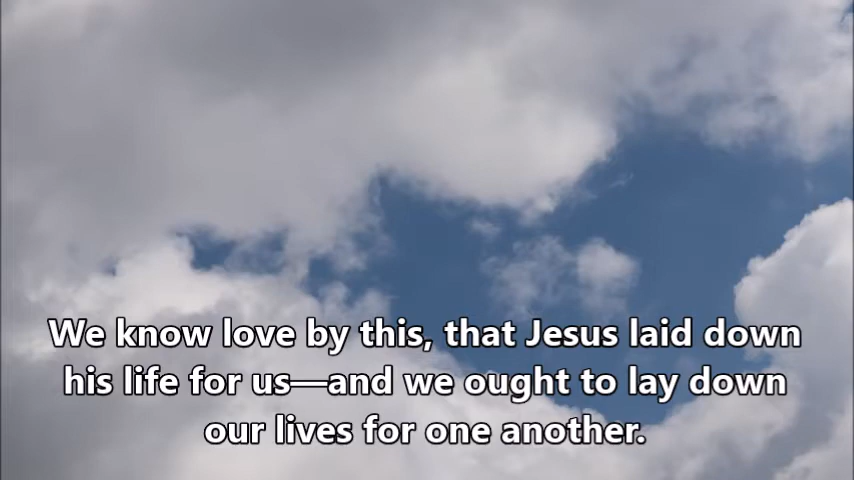 We know love by this, that Jesus laid down
his life for us—and we ought to lay down
our lives for one another.